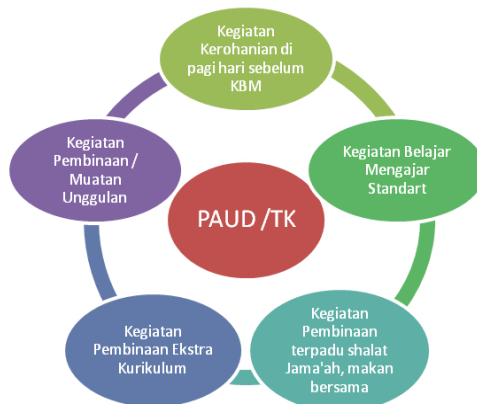 Kegiatan
Kerohanian di
pagi hari sebelum
KBM
Kegiatan Belajar
Mengajar
Standart
Kegiatan
Pembinaan
terpadu shalat
Jama'ah, makan
bersama
Kegiatan
Pembinaan Ekstra
Kurikulum
Kegiatan
Pembinaan /
Muatan
Unggulan
PAUD /TK